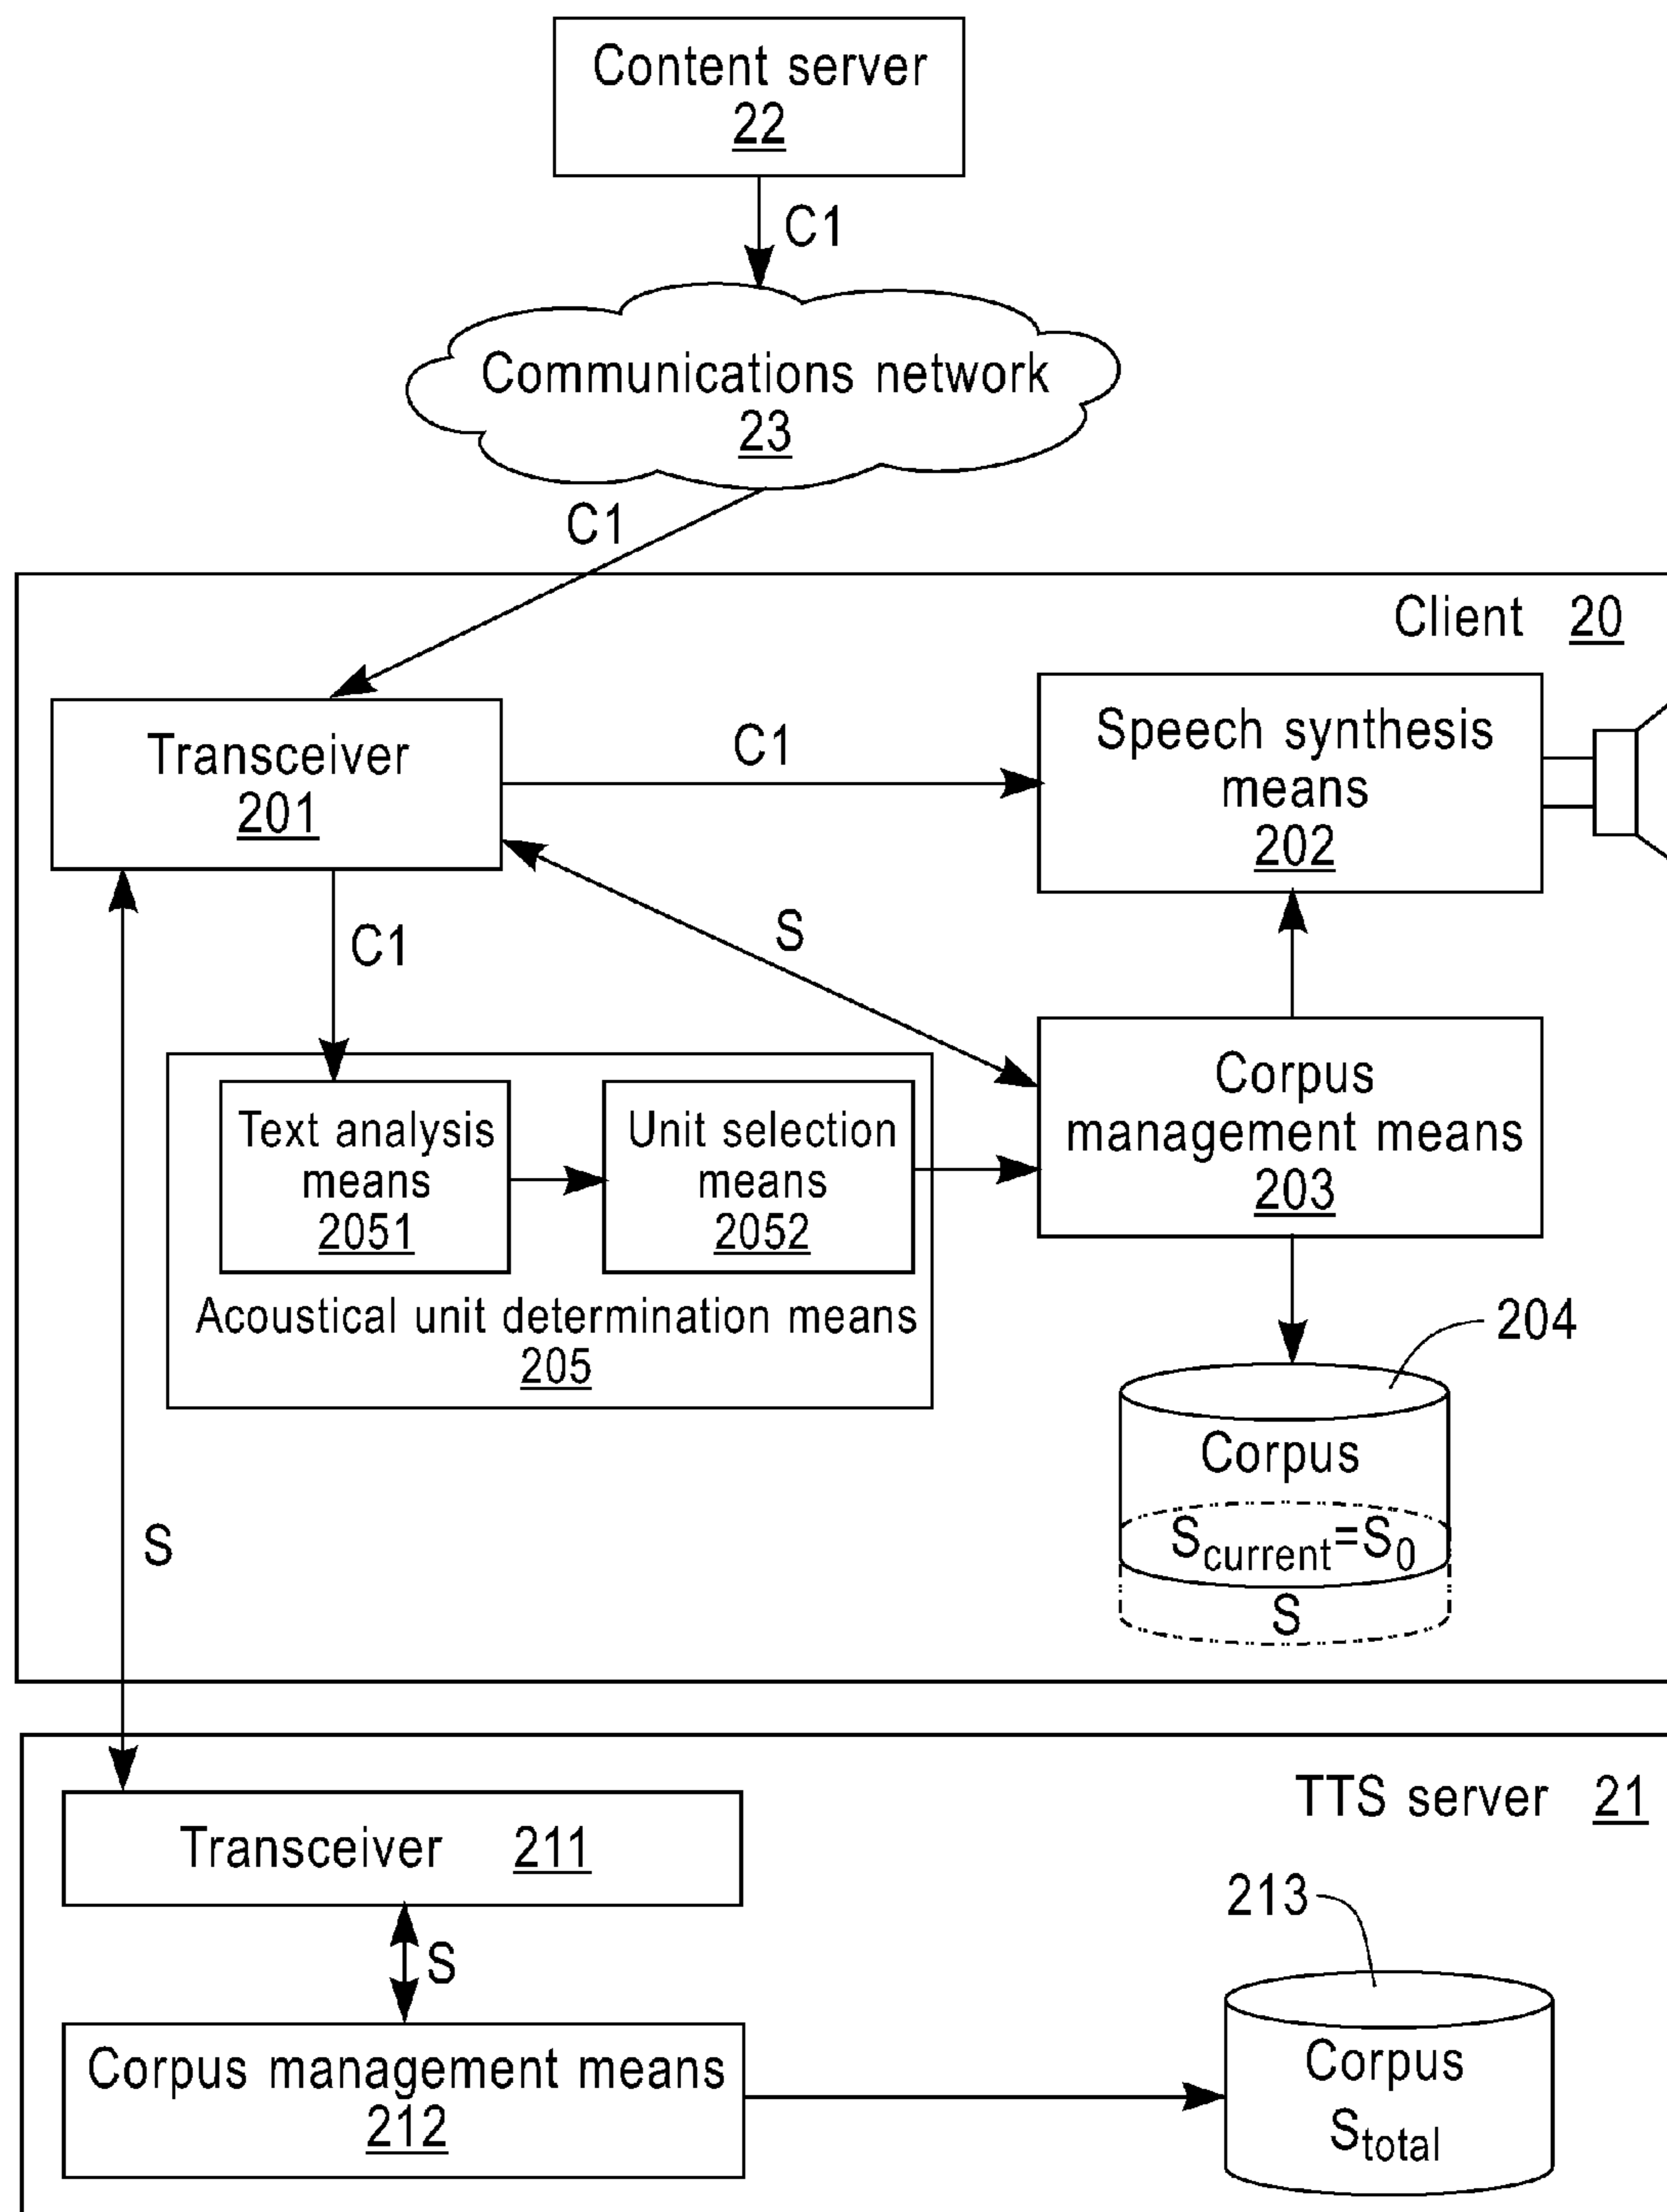 Content server
22
C1
Communications network
23
C1
Client 20
Transceiver
201
C1
Speech synthesis
means
202
C1
S
Text analysis
means
2051
Unit selection
means
2052
Acoustical unit determination means
205
Corpus
management means
203
204
Corpus
Scurrent=S0
S
S
TTS server 21
Transceiver 211
S
Corpus management means
212
213
Corpus
Stotal